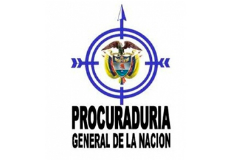 PROCURADURIA
GENERAL DE LA NACION